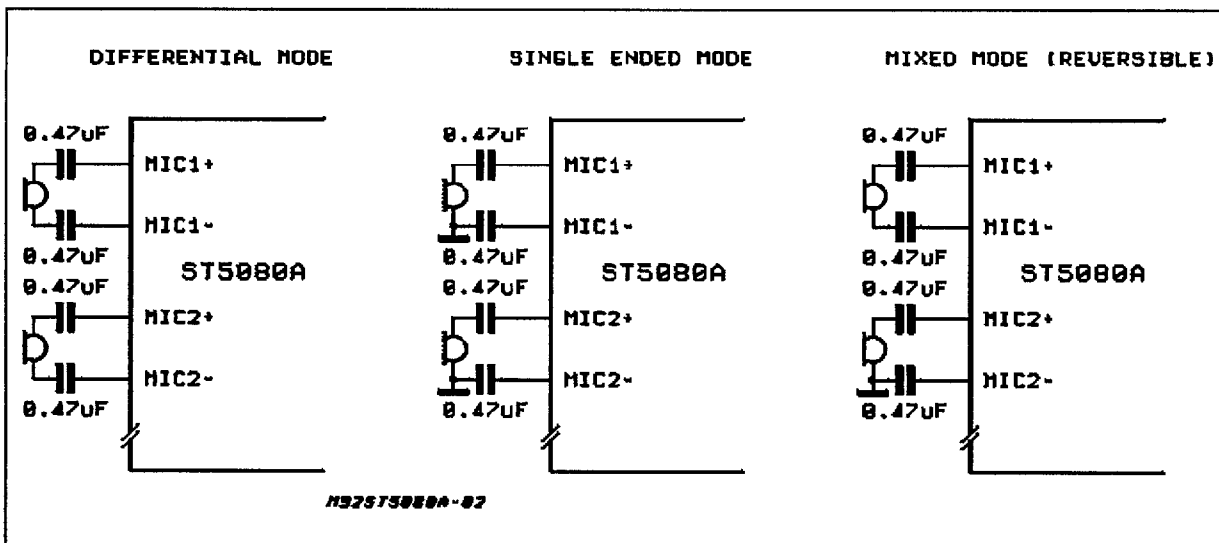 DIFFERENTIAL MODE
0.47uF
MIC1+
MIC1-
0.47uF
ST5080A
0.47uF
MIC2+
MIC2-
0.47uF
SINGLE ENDED MODE
0.47uF
MIC1+
MIC1-
0.47uF
ST5080A
0.47uF
MIC2+
MIC2-
0.47uF
MIXED MODE (REVERSIBLE)
0.47uF
MIC1+
MIC1-
0.47uF
ST5080A
0.47uF
MIC2+
MIC2-
0.47uF
M92ST5080A-02